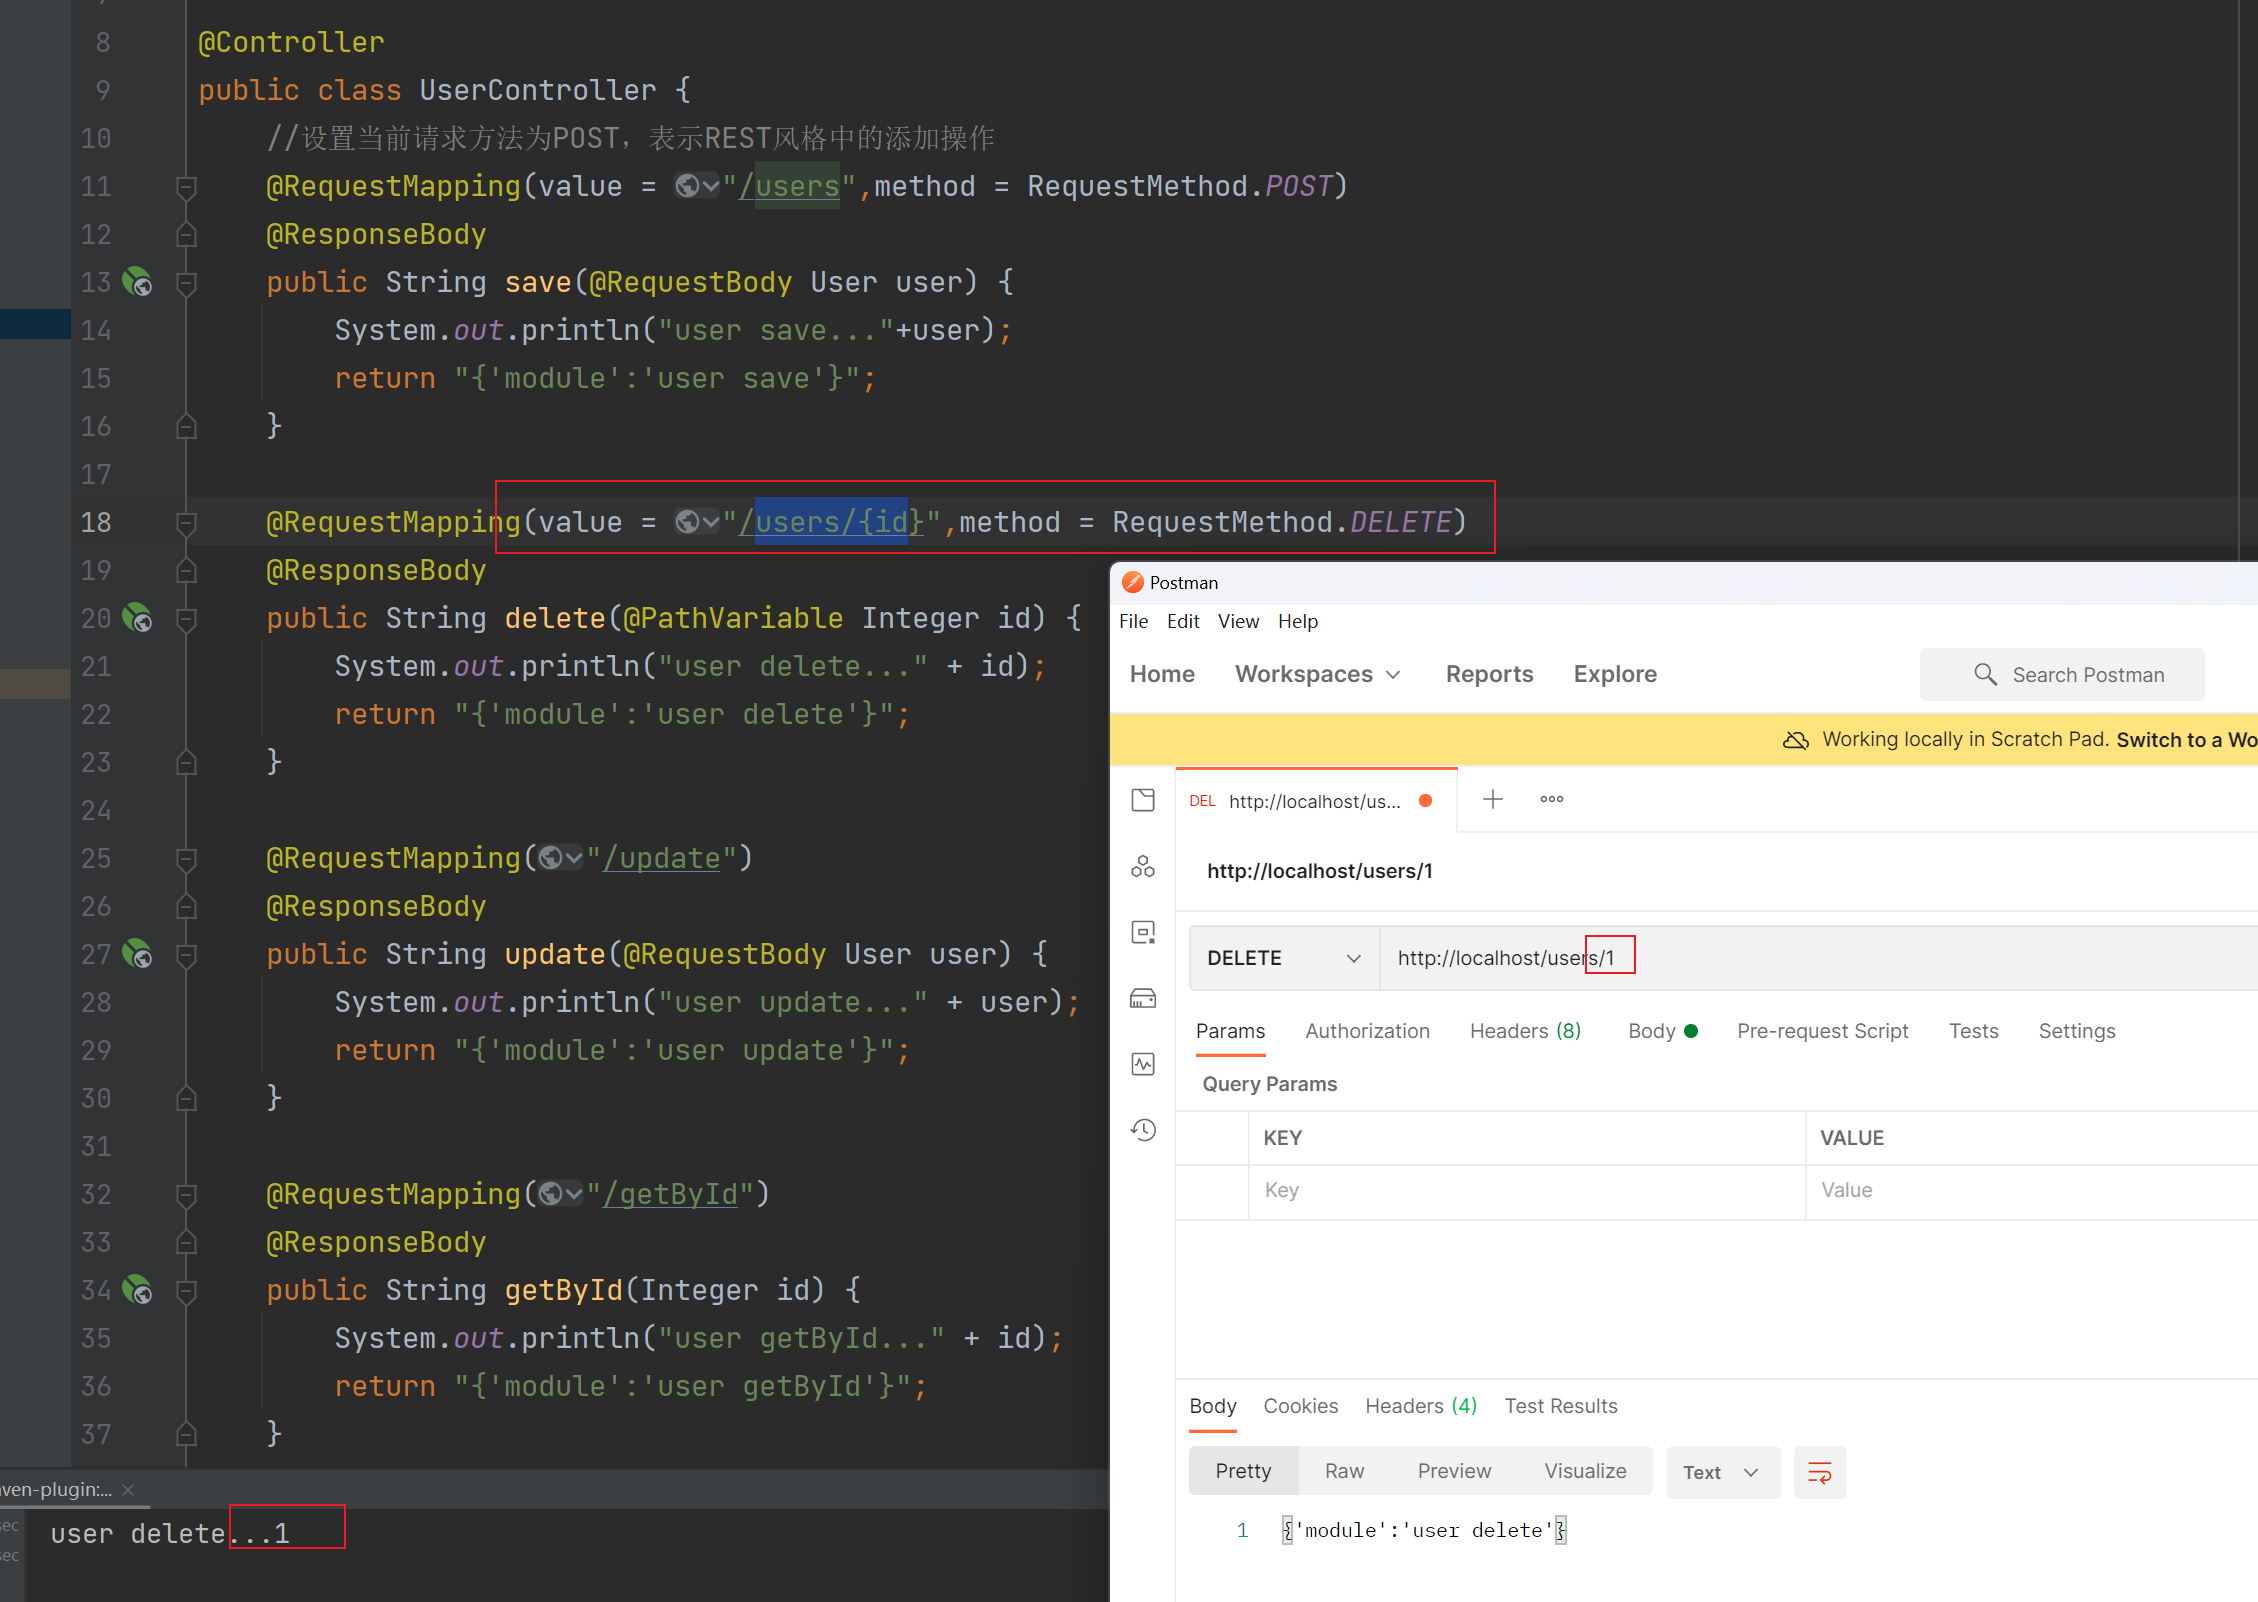 8 @Controller
9 public class UserController {
10 //设置当前请求方法为POST，表示REST风格中的添加操作
11 @RequestMapping(value = "/users",method = RequestMethod.POST)
12 @ResponseBody
13 public String save(@RequestBody User user) {
14 System.out.println("user save..."+user);
15 return "{'module':'user save'}";
16 }
17
18 @RequestMapping(value = "/users/{id}",method = RequestMethod.DELETE)
19 @ResponseBody
20 public String delete(@PathVariable Integer id) {
21 System.out.println("user delete..." + id);
22 return "{'module':'user delete'}";
23 }
24
25 @RequestMapping("/update")
26 @ResponseBody
27 public String update(@RequestBody User user) {
28 System.out.println("user update..." + user);
29 return "{'module':'user update'}";
30 }
31
32 @RequestMapping("/getById")
33 @ResponseBody
34 public String getById(Integer id) {
35 System.out.println("user getById..." + id);
36 return "{'module':'user getById'}";
37 }
ven-plugin:...
sec
user delete...1
sec
Postman
File Edit View Help
Home Workspaces Reports Explore Search Postman
Working locally in Scratch Pad. Switch to a Wo
DEL http://localhost/us...
http://localhost/users/1
DELETE http://localhost/users/1
Params Authorization Headers (8) Body Pre-request Script Tests Settings
Query Params
KEY VALUE
Key Value
Body Cookies Headers (4) Test Results
Pretty Raw Preview Visualize Text
1 {'module':'user delete'}